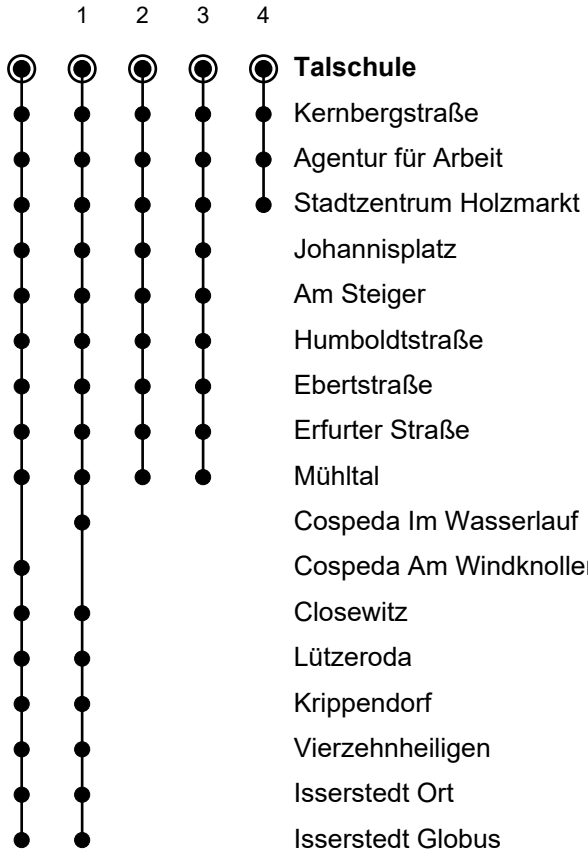 1 2 3 4
Talschule
Kernbergstraße
Agentur für Arbeit
Stadtzentrum Holzmarkt
Johannisplatz
Am Steiger
Humboldtstraße
Ebertstraße
Erfurter Straße
Mühltal
Cospeda Im Wasserlauf
Cospeda Am Windknollen
Closewitz
Lützeroda
Krippendorf
Vierzehnheiligen
Isserstedt Ort
Isserstedt Globus